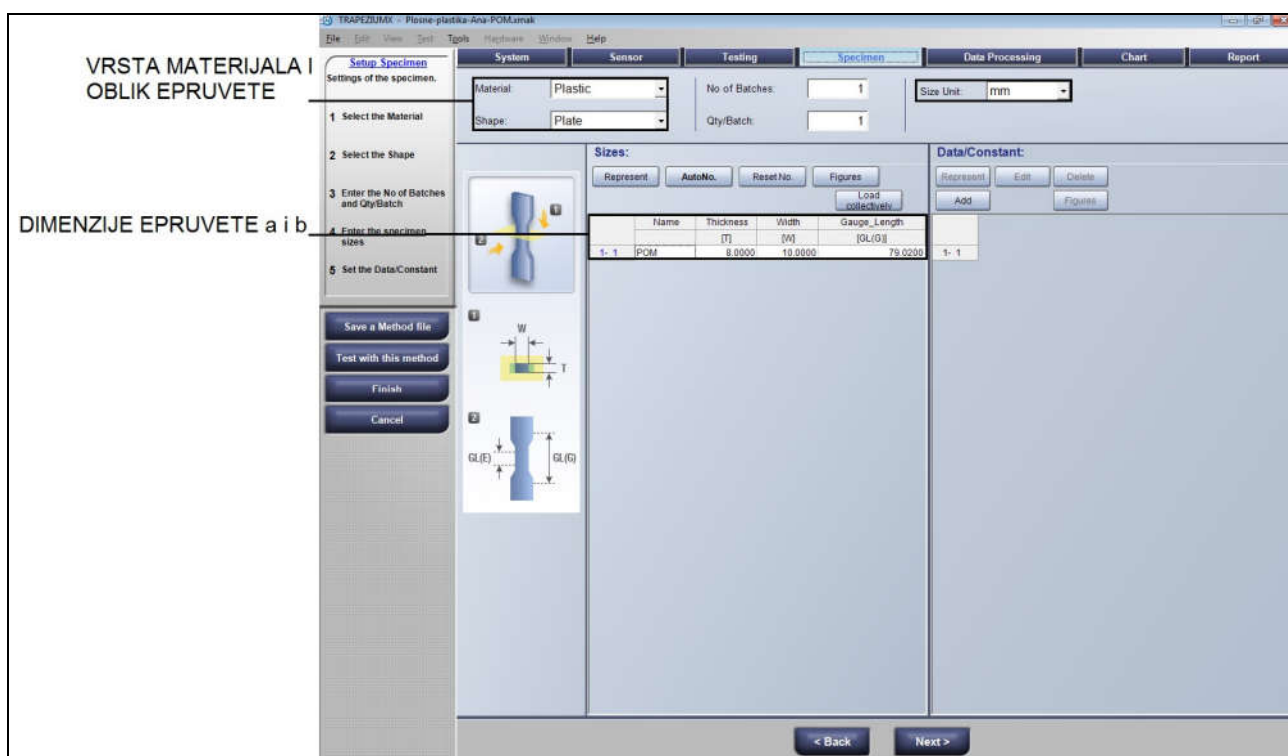 TRAPEZIUMX - Plosne-plastika-Ana-POM.xmak
File Edit View Test Tools Hardware Window Help
System Sensor Testing Specimen Data Processing Chart Report
VRSTA MATERIJALA I
OBLIK EPRUVETE
DIMENZIJE EPRUVETE a i b
Setup Specimen
Settings of the specimen.
1 Select the Material
2 Select the Shape
3 Enter the No of Batches
and Qty/Batch
4 Enter the specimen
sizes
5 Set the Data/Constant
Save a Method file
Test with this method
Finish
Cancel
Material: Plastic
Shape: Plate
No of Batches: 1
Qty/Batch: 1
Size Unit: mm
1
2
1
W
T
2
GL(E)
GL(G)
Sizes:
Represent AutoNo. Reset No. Figures
Load
collectively
Name Thickness Width Gauge_Length
[T] [W] [GL(G)]
1- 1 POM 8.0000 10.0000 79.0200
Data/Constant:
Represent Edit Delete
Add Figures
1- 1
< Back Next >